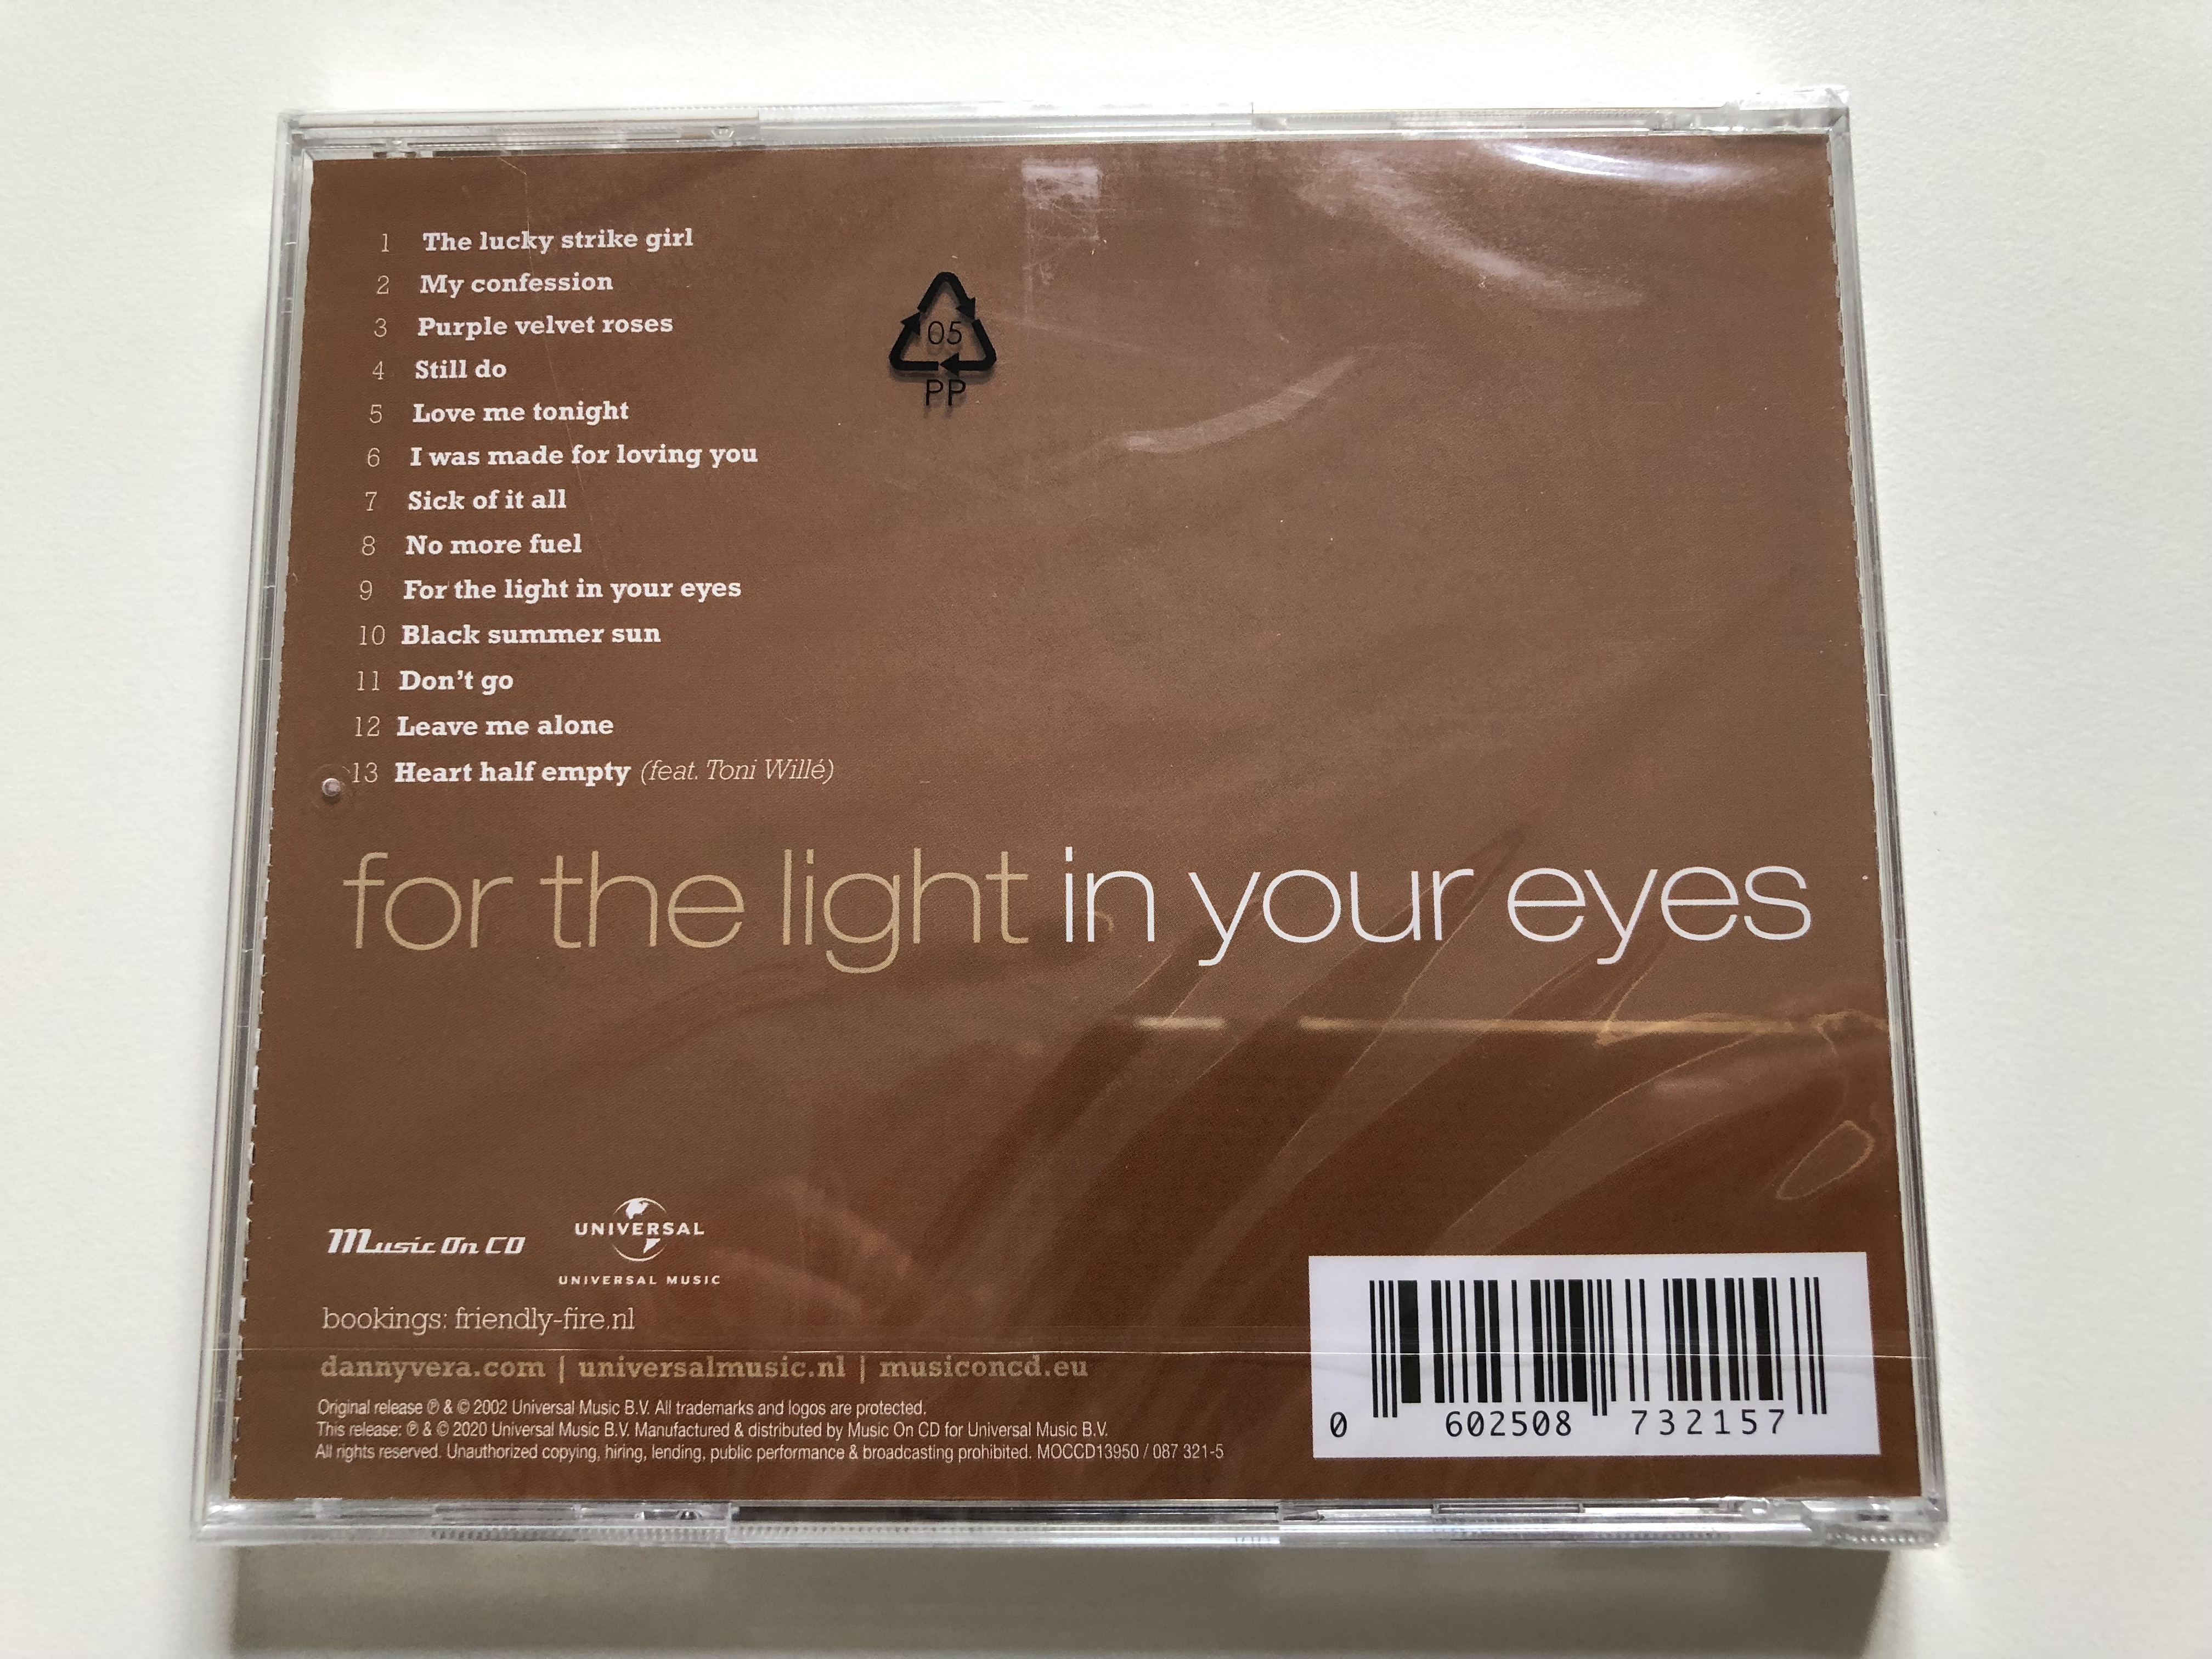 1 The lucky strike girl
2 My confession
3 Purple velvet roses
4 Still do
5 Love me tonight
6 I was made for loving you
7 Sick of it all
8 No more fuel
9 For the light in your eyes
10 Black summer sun
11 Don't go
12 Leave me alone
13 Heart half empty (feat. Toni Willé)
05
PP
for the light in your eyes
Music On CD
UNIVERSAL
UNIVERSAL MUSIC
bookings: friendly-fire.nl
dannyvera.com | universalmusic.nl | musiconcd.eu
Original release ℗ & © 2002 Universal Music B.V. All trademarks and logos are protected.
This release: ℗ & © 2020 Universal Music B.V. Manufactured & distributed by Music On CD for Universal Music B.V.
All rights reserved. Unauthorized copying, hiring, lending, public performance & broadcasting prohibited. MOCCD13950 / 087 321-5
0 602508 732157